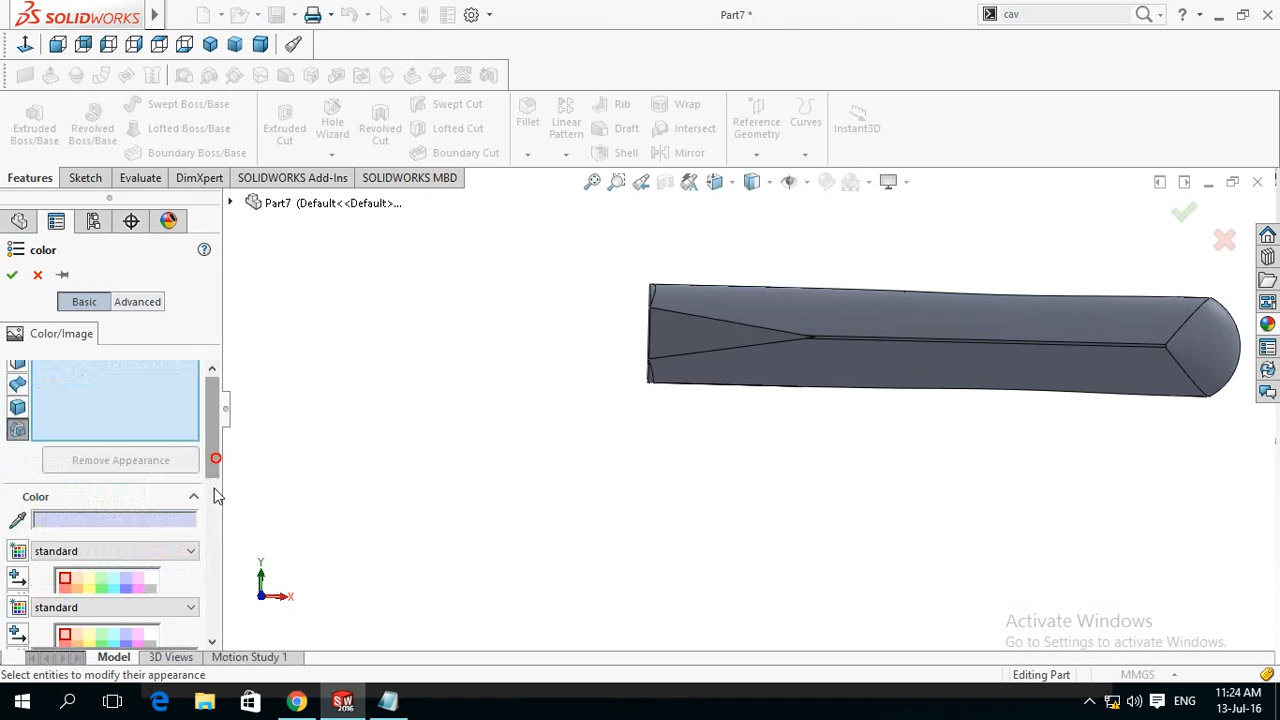 SOLIDWORKS
Part7 *
cav
Extruded Boss/Base
Revolved Boss/Base
Swept Boss/Base
Lofted Boss/Base
Boundary Boss/Base
Extruded Cut
Hole Wizard
Revolved Cut
Swept Cut
Lofted Cut
Boundary Cut
Fillet
Linear Pattern
Rib
Draft
Shell
Wrap
Intersect
Mirror
Reference Geometry
Curves
Instant3D
Features
Sketch
Evaluate
DimXpert
SOLIDWORKS Add-Ins
SOLIDWORKS MBD
Part7 (Default<<Default>...
color
Basic
Advanced
Color/Image
Remove Appearance
Color
standard
standard
Y
X
Activate Windows
Go to Settings to activate Windows.
Model
3D Views
Motion Study 1
Select entities to modify their appearance
Editing Part
MMGS
SW
2016
ENG
11:24 AM
13-Jul-16